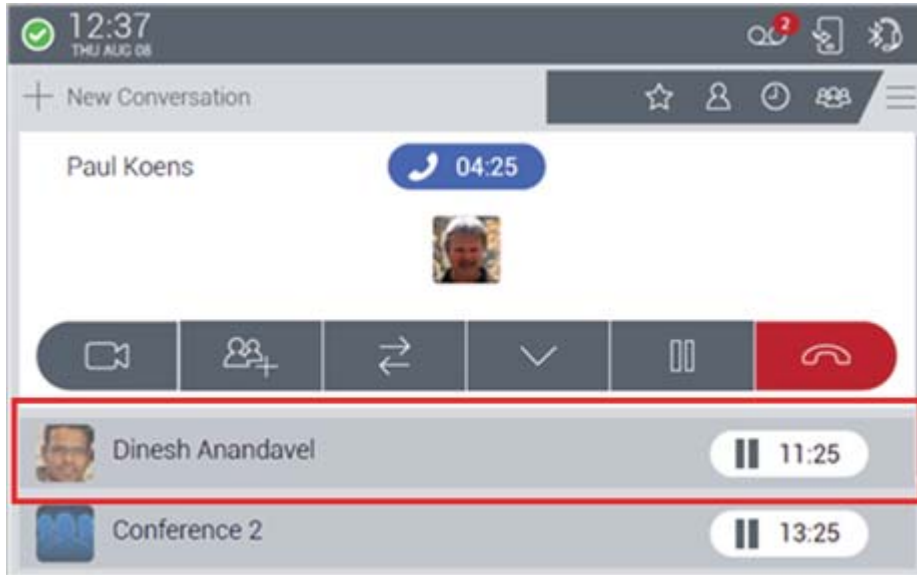 12:37
THU AUG 08
2
New Conversation
Paul Koens
04:25
Dinesh Anandavel
11:25
Conference 2
13:25